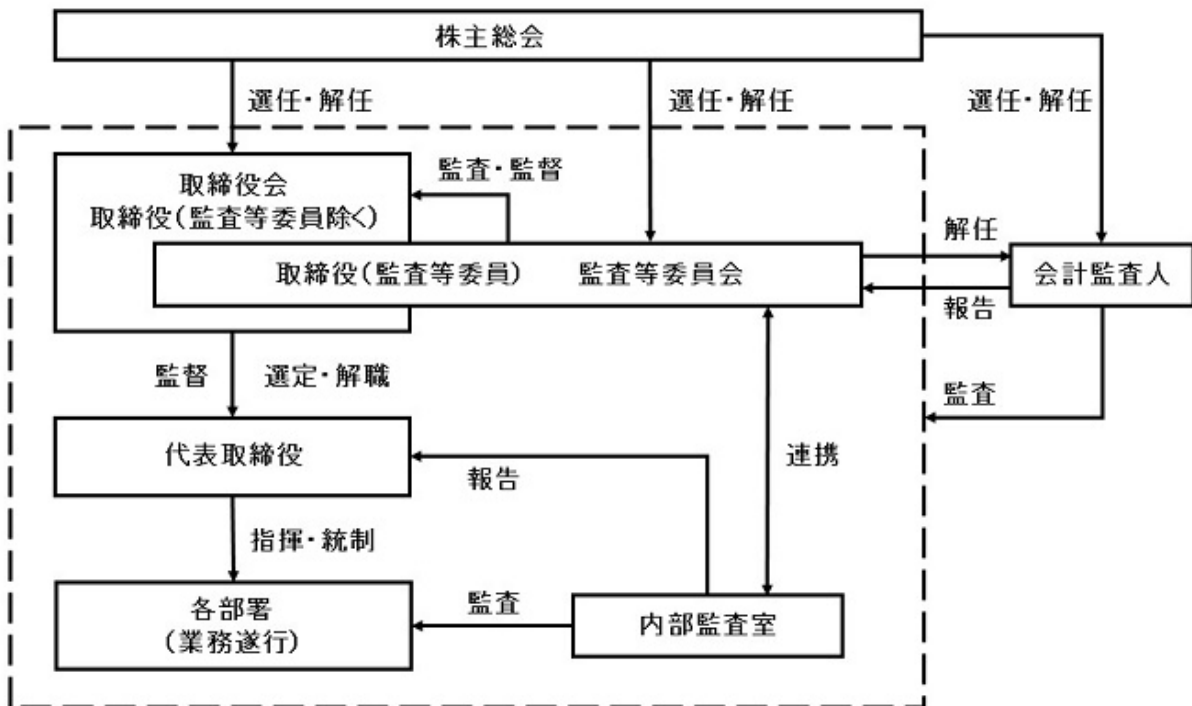 株主総会
選任・解任
選任・解任
選任・解任
監査・監督
取締役会
取締役(監査等委員除く)
解任
取締役(監査等委員) 監査等委員会
会計監査人
報告
監督 選定・解職
監査
代表取締役
連携
報告
指揮・統制
各部署
(業務遂行)
監査
内部監査室